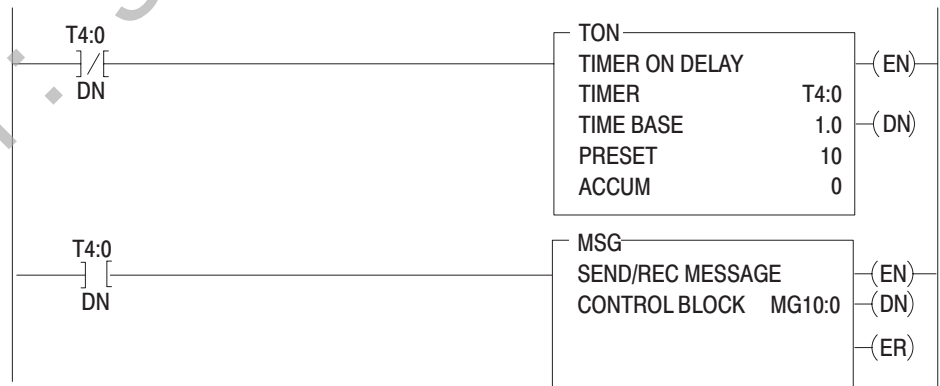 T4:0
DN
TON
TIMER ON DELAY
TIMER T4:0
TIME BASE 1.0
PRESET 10
ACCUM 0
(EN)
(DN)
T4:0
DN
MSG
SEND/REC MESSAGE
CONTROL BLOCK MG10:0
(EN)
(DN)
(ER)